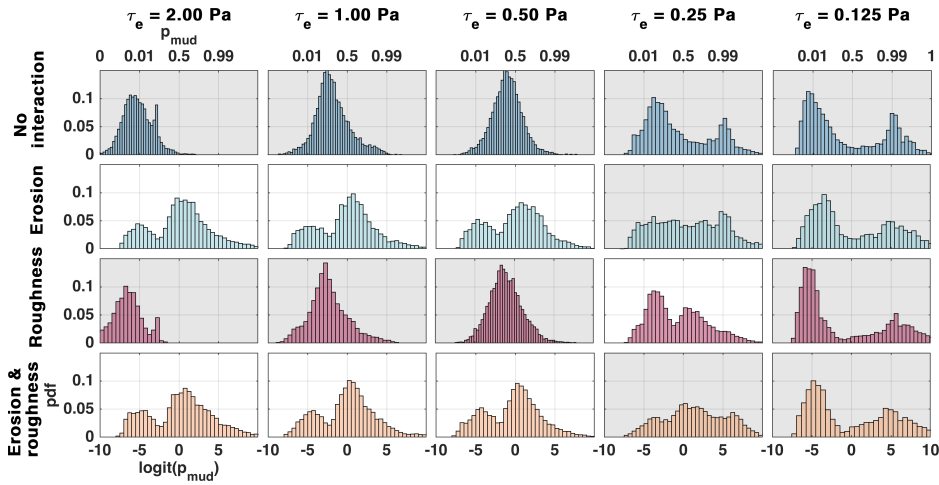 τe = 2.00 Pa τe = 1.00 Pa τe = 0.50 Pa τe = 0.25 Pa τe = 0.125 Pa
pmud
0 0.01 0.5 0.99 0.01 0.5 0.99 0.01 0.5 0.99 0.01 0.5 0.99 0.01 0.5 0.99 1
No
interaction
0.1
0.05
0
Erosion
0.1
0.05
0
Roughness
0.1
0.05
0
Erosion &
roughness
pdf
0.1
0.05
0
-10 -5 0 5 -10 -5 0 5 -10 -5 0 5 -10 -5 0 5 -10 -5 0 5 10
logit(pmud)